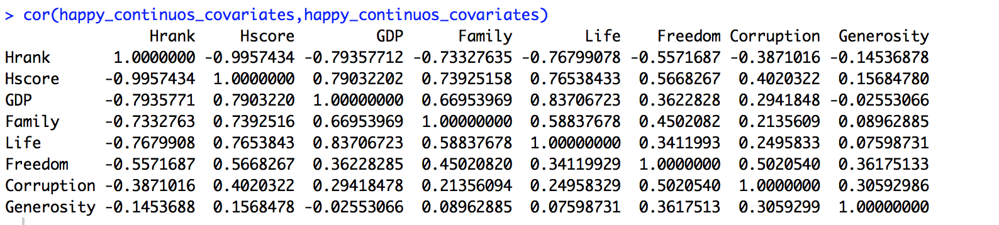 > cor(happy_continuos_covariates,happy_continuos_covariates)
Hrank Hscore GDP Family Life Freedom Corruption Generosity
Hrank 1.0000000 -0.9957434 -0.79357712 -0.73327635 -0.76799078 -0.5571687 -0.3871016 -0.14536878
Hscore -0.9957434 1.0000000 0.79032202 0.73925158 0.76538433 0.5668267 0.4020322 0.15684780
GDP -0.7935771 0.7903220 1.00000000 0.66953969 0.83706723 0.3622828 0.2941848 -0.02553066
Family -0.7332763 0.7392516 0.66953969 1.00000000 0.58837678 0.4502082 0.2135609 0.08962885
Life -0.7679908 0.7653843 0.83706723 0.58837678 1.00000000 0.3411993 0.2495833 0.07598731
Freedom -0.5571687 0.5668267 0.36228285 0.45020820 0.34119929 1.0000000 0.5020540 0.36175133
Corruption -0.3871016 0.4020322 0.29418478 0.21356094 0.24958329 0.5020540 1.0000000 0.30592986
Generosity -0.1453688 0.1568478 -0.02553066 0.08962885 0.07598731 0.3617513 0.3059299 1.00000000